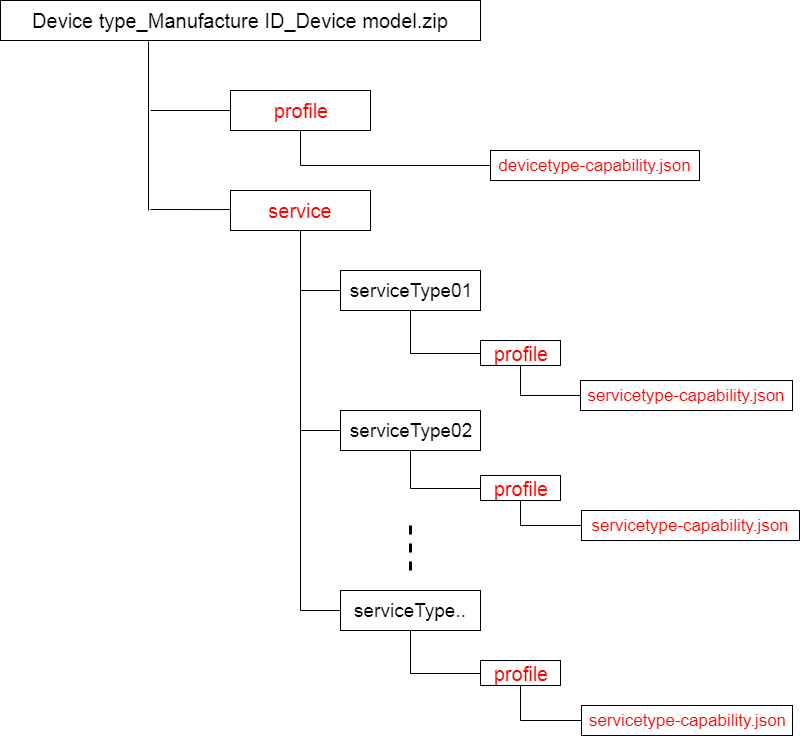 Device type_Manufacture ID_Device model.zip
profile
devicetype-capability.json
service
serviceType01
profile
servicetype-capability.json
serviceType02
profile
servicetype-capability.json
serviceType..
profile
servicetype-capability.json